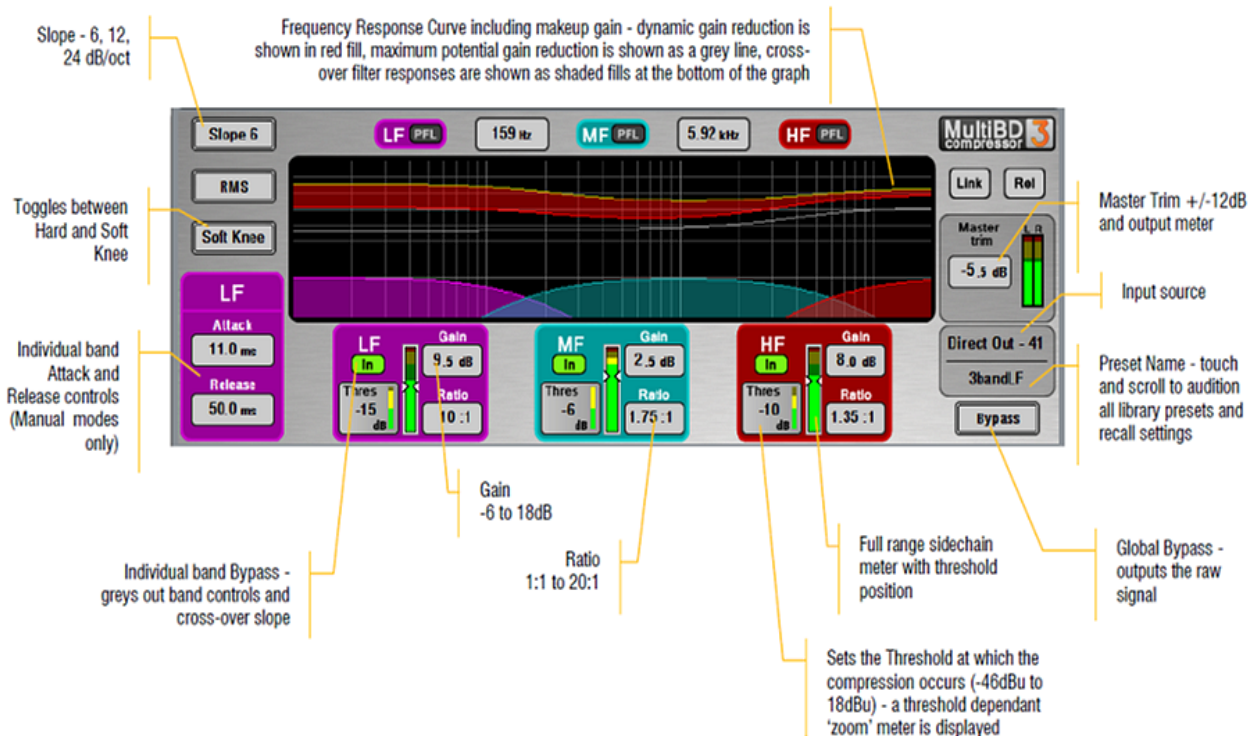 Slope - 6, 12,
24 dB/oct
Frequency Response Curve including makeup gain - dynamic gain reduction is
shown in red fill, maximum potential gain reduction is shown as a grey line, cross-
over filter responses are shown as shaded fills at the bottom of the graph
Slope 6
LF PFL
159 Hz
MF PFL
5.92 kHz
HF PFL
MultiBD 3
compressor
RMS
Soft Knee
Link
Rel
Master
trim
L R
-5.5 dB
Toggles between
Hard and Soft
Knee
Master Trim +/-12dB
and output meter
Input source
LF
Attack
11.0 ms
Release
50.0 ms
Individual band
Attack and
Release controls
(Manual modes
only)
LF
In
Gain
9.5 dB
Thres
-15
dB
Ratio
10 :1
MF
In
Gain
2.5 dB
Thres
-6
dB
Ratio
1.75 :1
HF
In
Gain
8.0 dB
Thres
-10
dB
Ratio
1.35 :1
Direct Out - 41
3bandLF
Bypass
Preset Name - touch
and scroll to audition
all library presets and
recall settings
Gain
-6 to 18dB
Individual band Bypass -
greys out band controls and
cross-over slope
Ratio
1:1 to 20:1
Full range sidechain
meter with threshold
position
Global Bypass -
outputs the raw
signal
Sets the Threshold at which the
compression occurs (-46dBu to
18dBu) - a threshold dependant
'zoom' meter is displayed